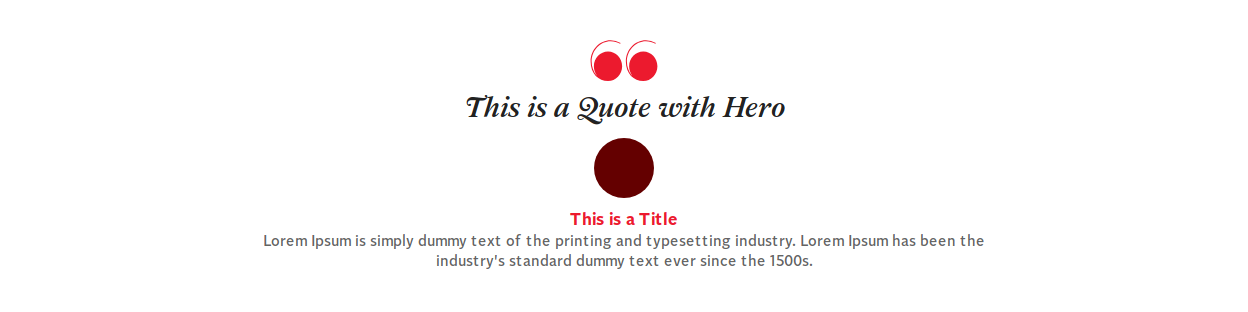 “
This is a Quote with Hero
This is a Title
Lorem Ipsum is simply dummy text of the printing and typesetting industry. Lorem Ipsum has been the
industry's standard dummy text ever since the 1500s.